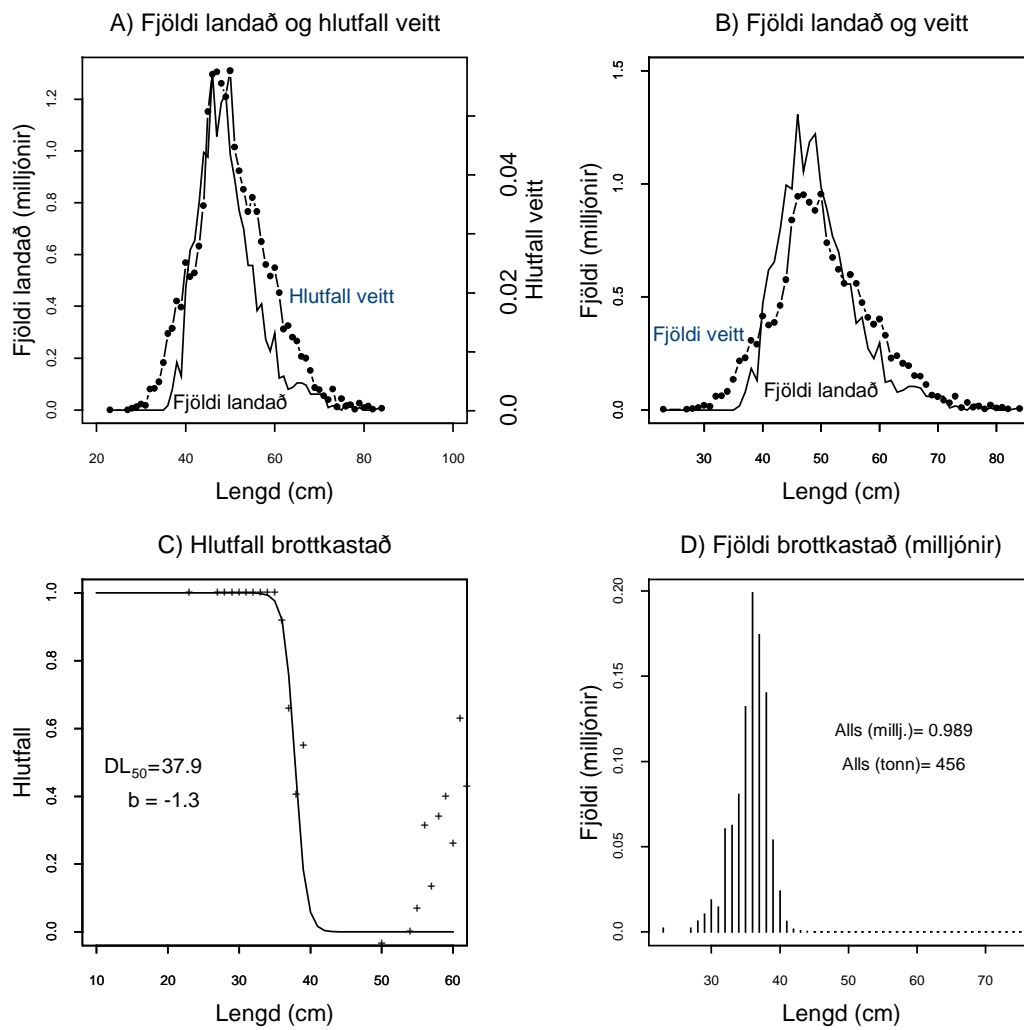 A) Fjöldi landað og hlutfall veitt
Fjöldi landað (milljónir)
0.0 0.2 0.4 0.6 0.8 1.0 1.2
Hlutfall veitt
Fjöldi landað
0.0 0.02 0.04
Hlutfall veitt
20 40 60 80 100
Lengd (cm)
B) Fjöldi landað og veitt
Fjöldi (milljónir)
0.0 0.5 1.0 1.5
Fjöldi veitt
Fjöldi landað
30 40 50 60 70 80
Lengd (cm)
C) Hlutfall brottkastað
Hlutfall
0.0 0.2 0.4 0.6 0.8 1.0
DL50=37.9
b = -1.3
10 20 30 40 50 60
Lengd (cm)
D) Fjöldi brottkastað (milljónir)
Fjöldi (milljónir)
0.0 0.05 0.10 0.15 0.20
Alls (millj.)= 0.989
Alls (tonn)= 456
30 40 50 60 70
Lengd (cm)